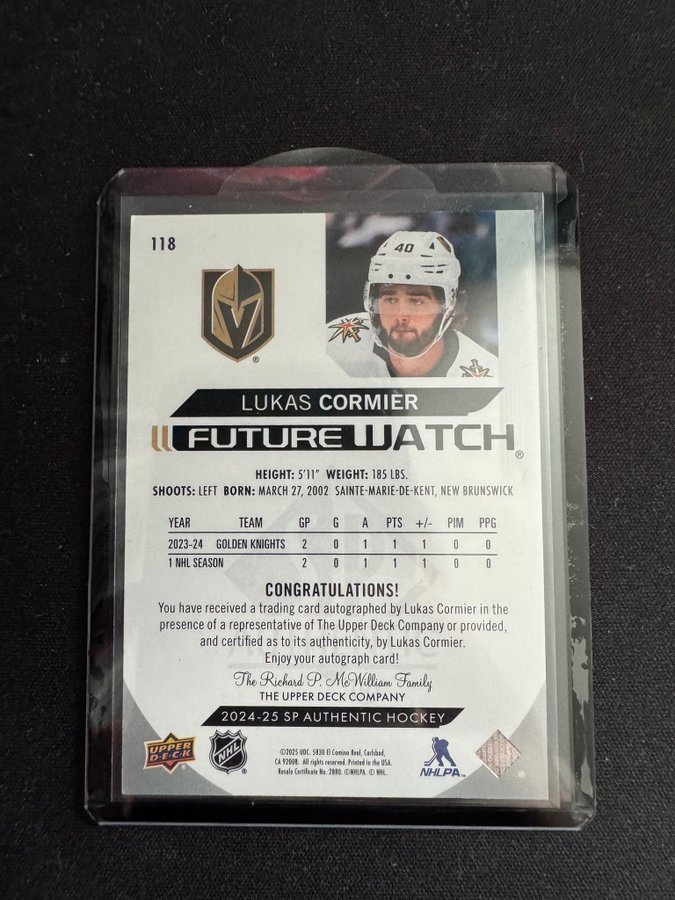 118
40
LUKAS CORMIER
FUTURE WATCH®
HEIGHT: 5'11" WEIGHT: 185 LBS.
SHOOTS: LEFT BORN: MARCH 27, 2002 SAINTE-MARIE-DE-KENT, NEW BRUNSWICK
YEAR TEAM GP G A PTS +/- PIM PPG
2023-24 GOLDEN KNIGHTS 2 0 1 1 1 0 0
1 NHL SEASON 2 0 1 1 1 0 0
CONGRATULATIONS!
You have received a trading card autographed by Lukas Cormier in the
presence of a representative of The Upper Deck Company or provided,
and certified as to its authenticity, by Lukas Cormier.
Enjoy your autograph card!
The Richard P. McWilliam Family
THE UPPER DECK COMPANY
2024-25 SP AUTHENTIC HOCKEY
UPPER DECK
NHL
©2025 UDC. 5830 El Camino Real, Carlsbad,
CA 92008. All rights reserved. Printed in the USA.
Resale Certificate No. 2880. ©NHLPA. © NHL.
NHLPA